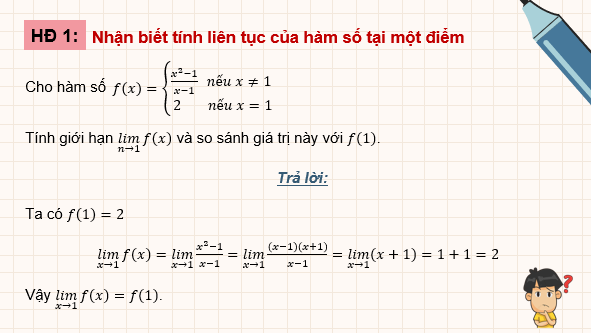 HĐ 1: Nhận biết tính liên tục của hàm số tại một điểm
Cho hàm số f(x) = { (x²−1)/(x−1) nếu x ≠ 1
2 nếu x = 1
Tính giới hạn lim_{n→1} f(x) và so sánh giá trị này với f(1).
Trả lời:
Ta có f(1) = 2
lim_{x→1} f(x) = lim_{x→1} (x²−1)/(x−1) = lim_{x→1} ((x−1)(x+1))/(x−1) = lim_{x→1} (x + 1) = 1 + 1 = 2
Vậy lim_{x→1} f(x) = f(1).
?